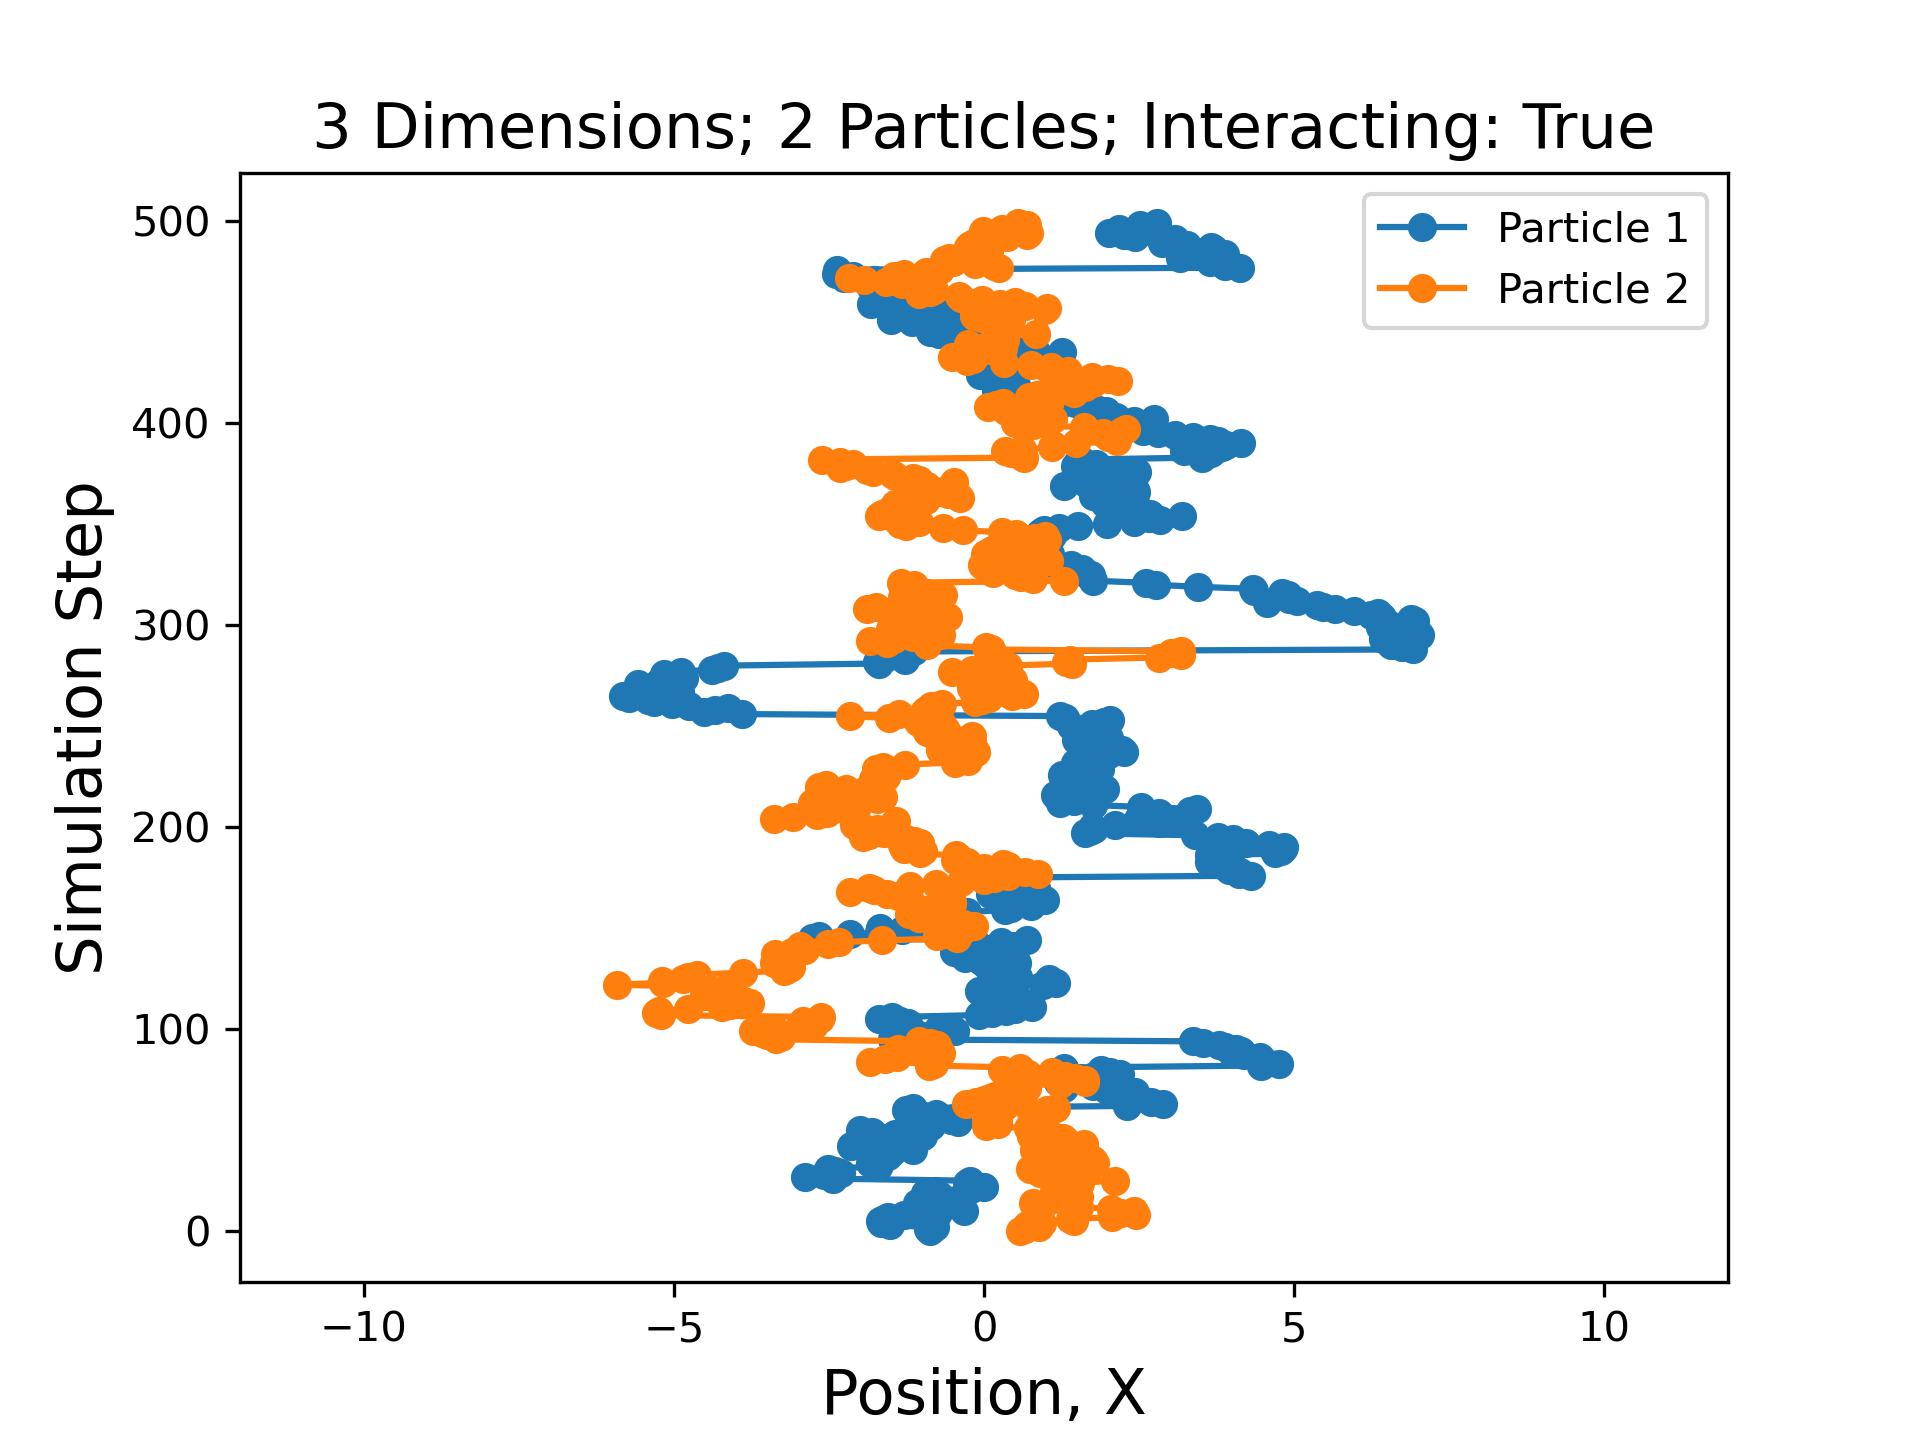 3 Dimensions; 2 Particles; Interacting: True
Particle 1
Particle 2
500
400
300
200
100
0
Simulation Step
−10
−5
0
5
10
Position, X